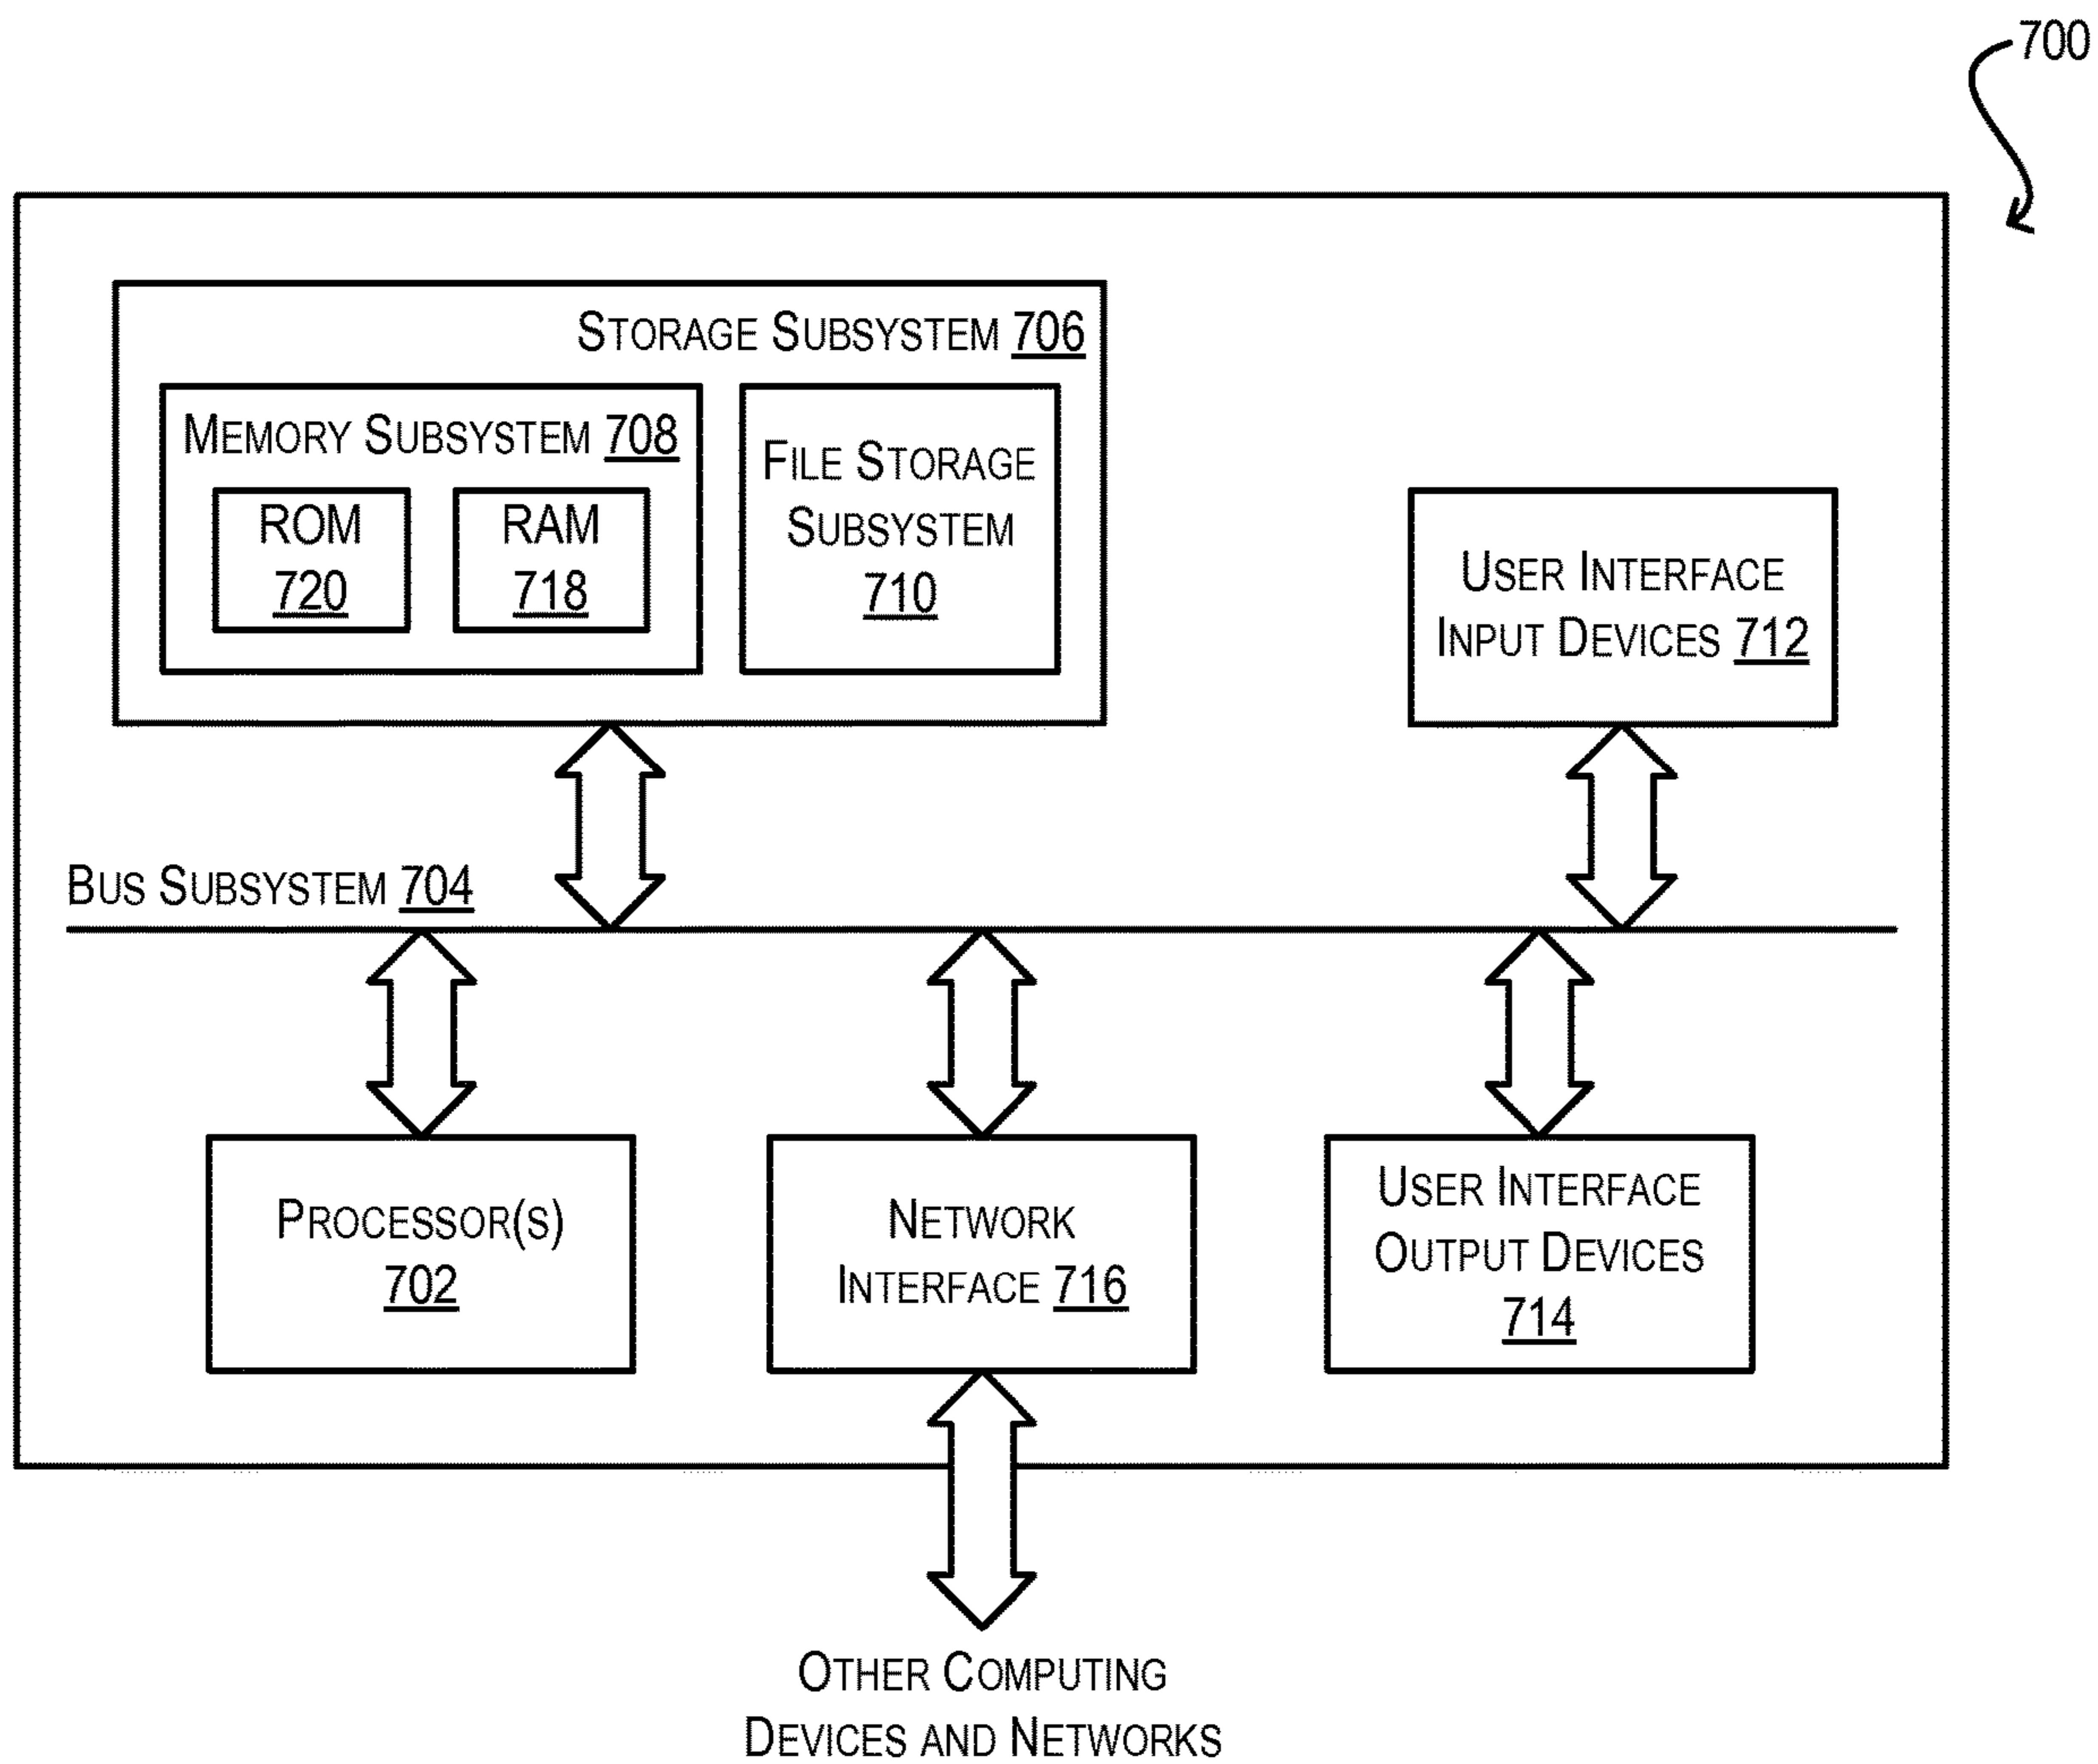 700
STORAGE SUBSYSTEM 706
MEMORY SUBSYSTEM 708
ROM
720
RAM
718
FILE STORAGE
SUBSYSTEM
710
USER INTERFACE
INPUT DEVICES 712
BUS SUBSYSTEM 704
PROCESSOR(S)
702
NETWORK
INTERFACE 716
USER INTERFACE
OUTPUT DEVICES
714
OTHER COMPUTING
DEVICES AND NETWORKS